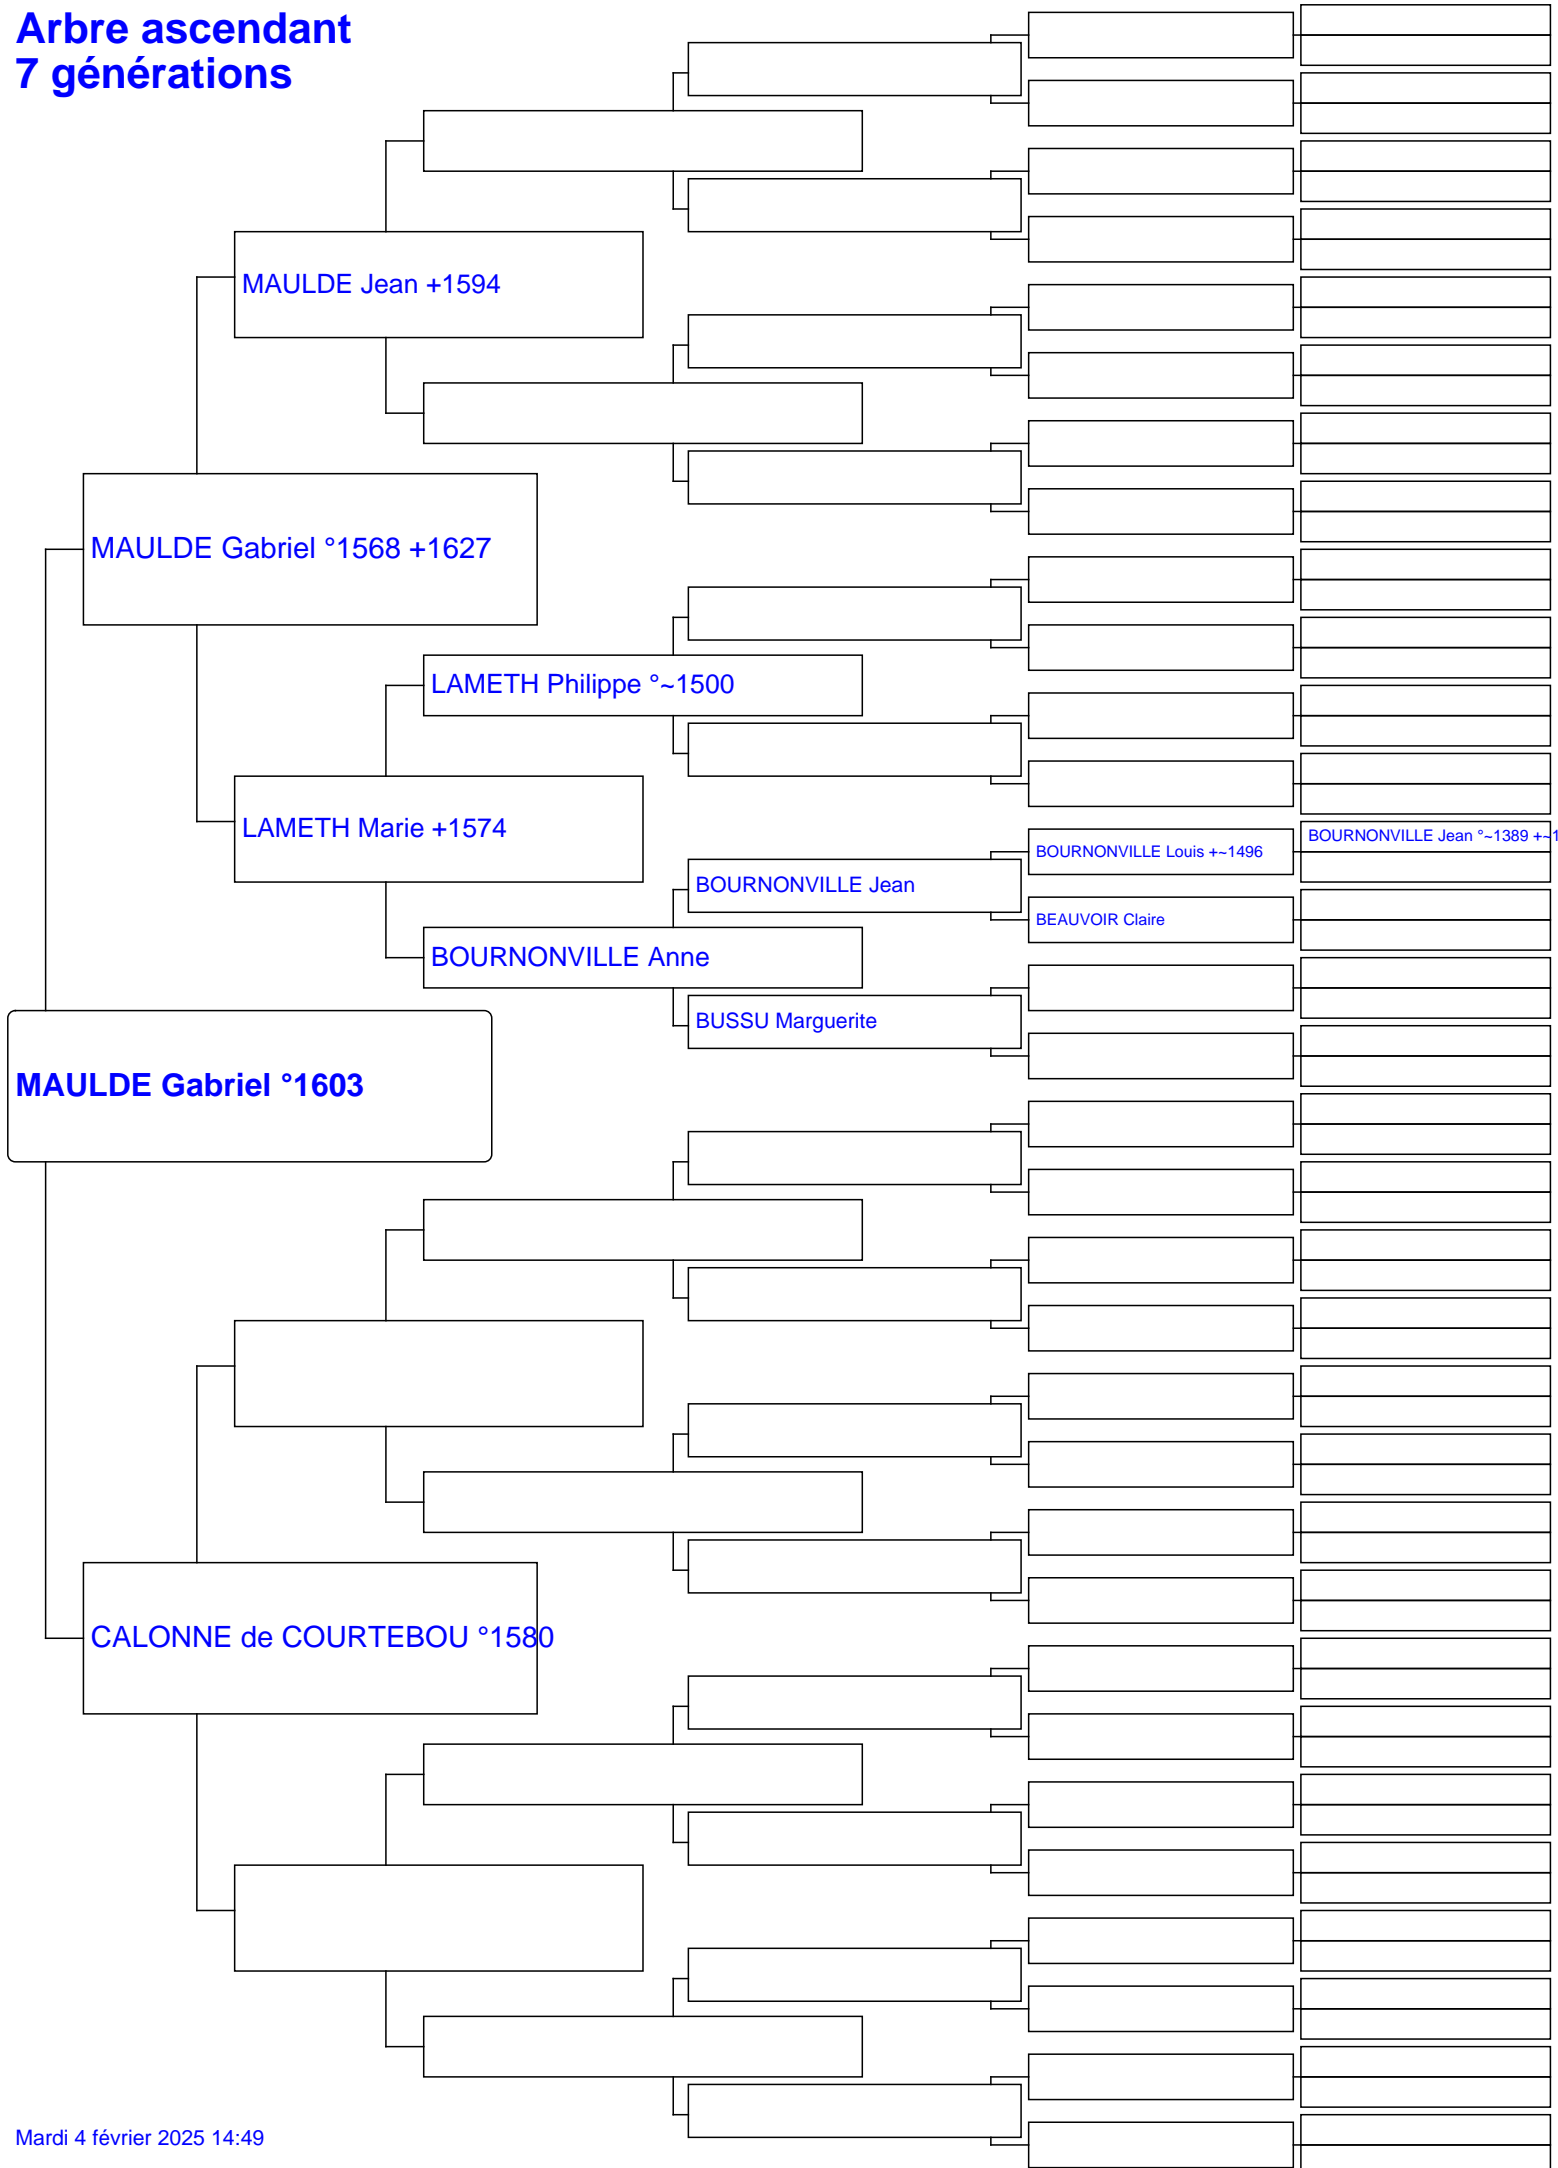 Arbre ascendant
7 générations
MAULDE Jean +1594
MAULDE Gabriel °1568 +1627
LAMETH Philippe °~1500
LAMETH Marie +1574
BOURNONVILLE Jean °~1389 +~1
BOURNONVILLE Louis +~1496
BOURNONVILLE Jean
BEAUVOIR Claire
BOURNONVILLE Anne
BUSSU Marguerite
MAULDE Gabriel °1603
CALONNE de COURTEBOU °1580
Mardi 4 février 2025 14:49